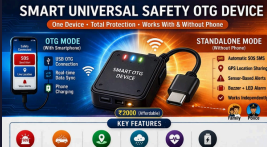 SMART UNIVERSAL SAFETY OTG DEVICE
One Device • Total Protection • Works With & Without Phone
OTG MODE
(With Smartphone)
SOS
USB OTG
Connection
Real-time
Data Sync
Phone
Charging
SMART OTG
DEVICE
₹2000 (Affordable)
STANDALONE MODE
(Without Phone)
Automatic SOS SMS
GPS Location Sharing
Sensor-Based Alerts
Buzzer + LED Alarm
Works Independently
Family
Police
KEY FEATURES